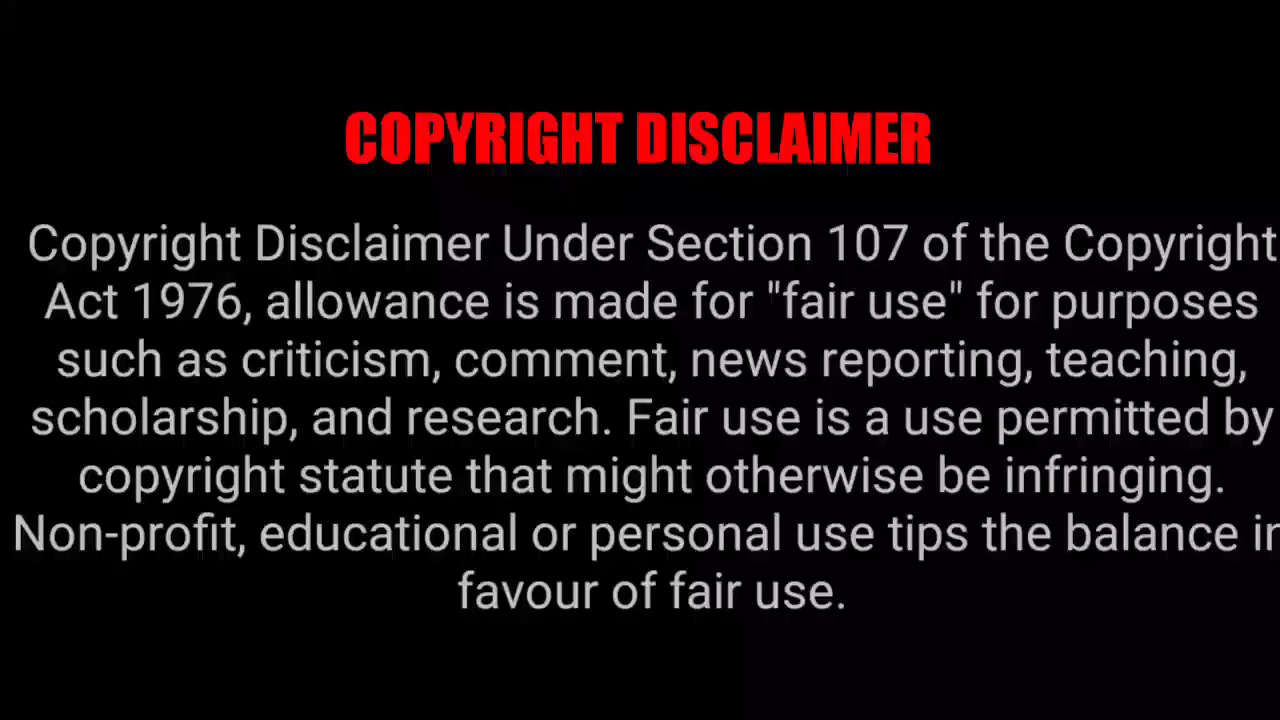 COPYRIGHT DISCLAIMER
Copyright Disclaimer Under Section 107 of the Copyright
Act 1976, allowance is made for "fair use" for purposes
such as criticism, comment, news reporting, teaching,
scholarship, and research. Fair use is a use permitted by
copyright statute that might otherwise be infringing.
Non-profit, educational or personal use tips the balance in
favour of fair use.